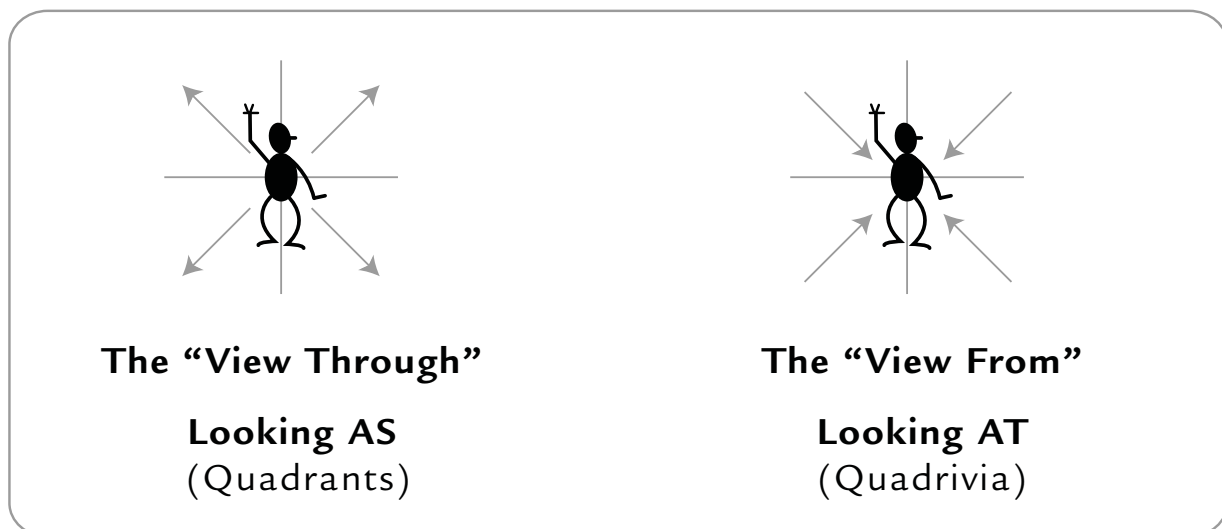 The “View Through”
Looking AS
(Quadrants)
The “View From”
Looking AT
(Quadrivia)